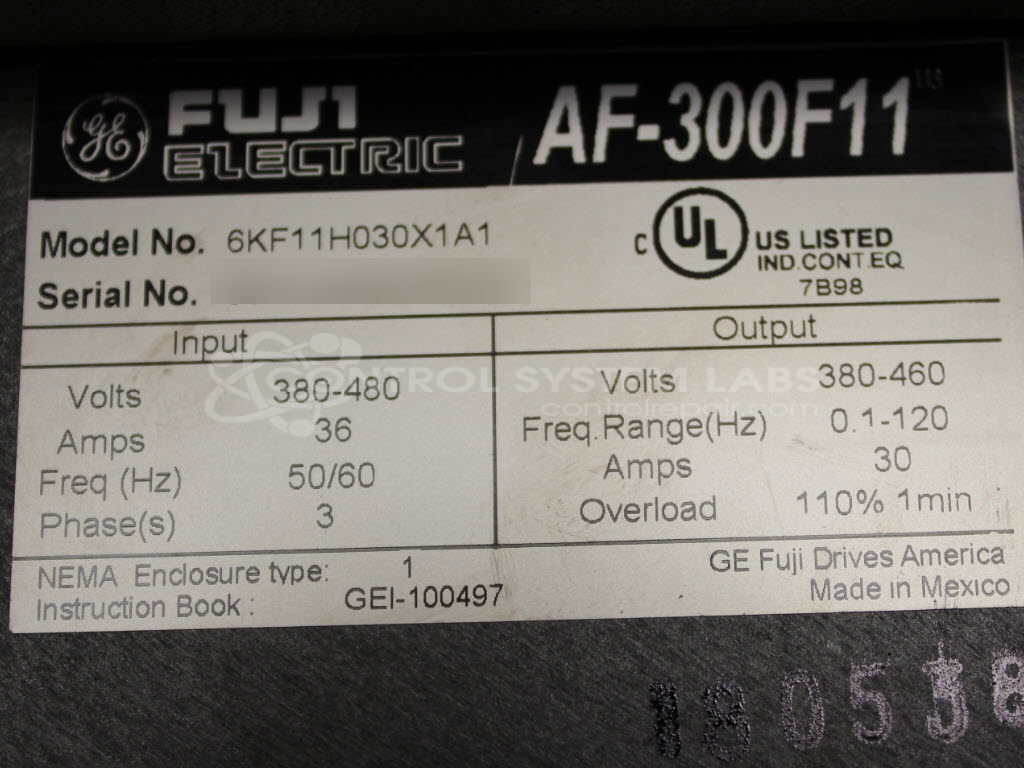 GE FUJI ELECTRIC AF-300F11™
Model No. 6KF11H030X1A1
C UL US LISTED
IND.CONT.EQ
7B98
Serial No.
Input
Volts 380-480
Amps 36
Freq (Hz) 50/60
Phase(s) 3
Output
Volts 380-460
Freq.Range(Hz) 0.1-120
Amps 30
Overload 110% 1min
NEMA Enclosure type: 1
Instruction Book : GEI-100497
GE Fuji Drives America
Made in Mexico
CONTROL SYSTEM LABS
controlrepair.com
18053